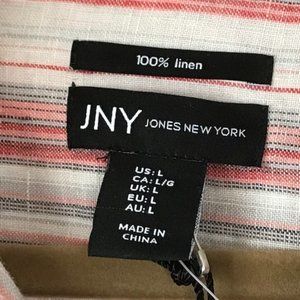 100% linen
JNY JONES NEW YORK
US: L
CA: L/G
UK: L
EU: L
AU: L
MADE IN
CHINA